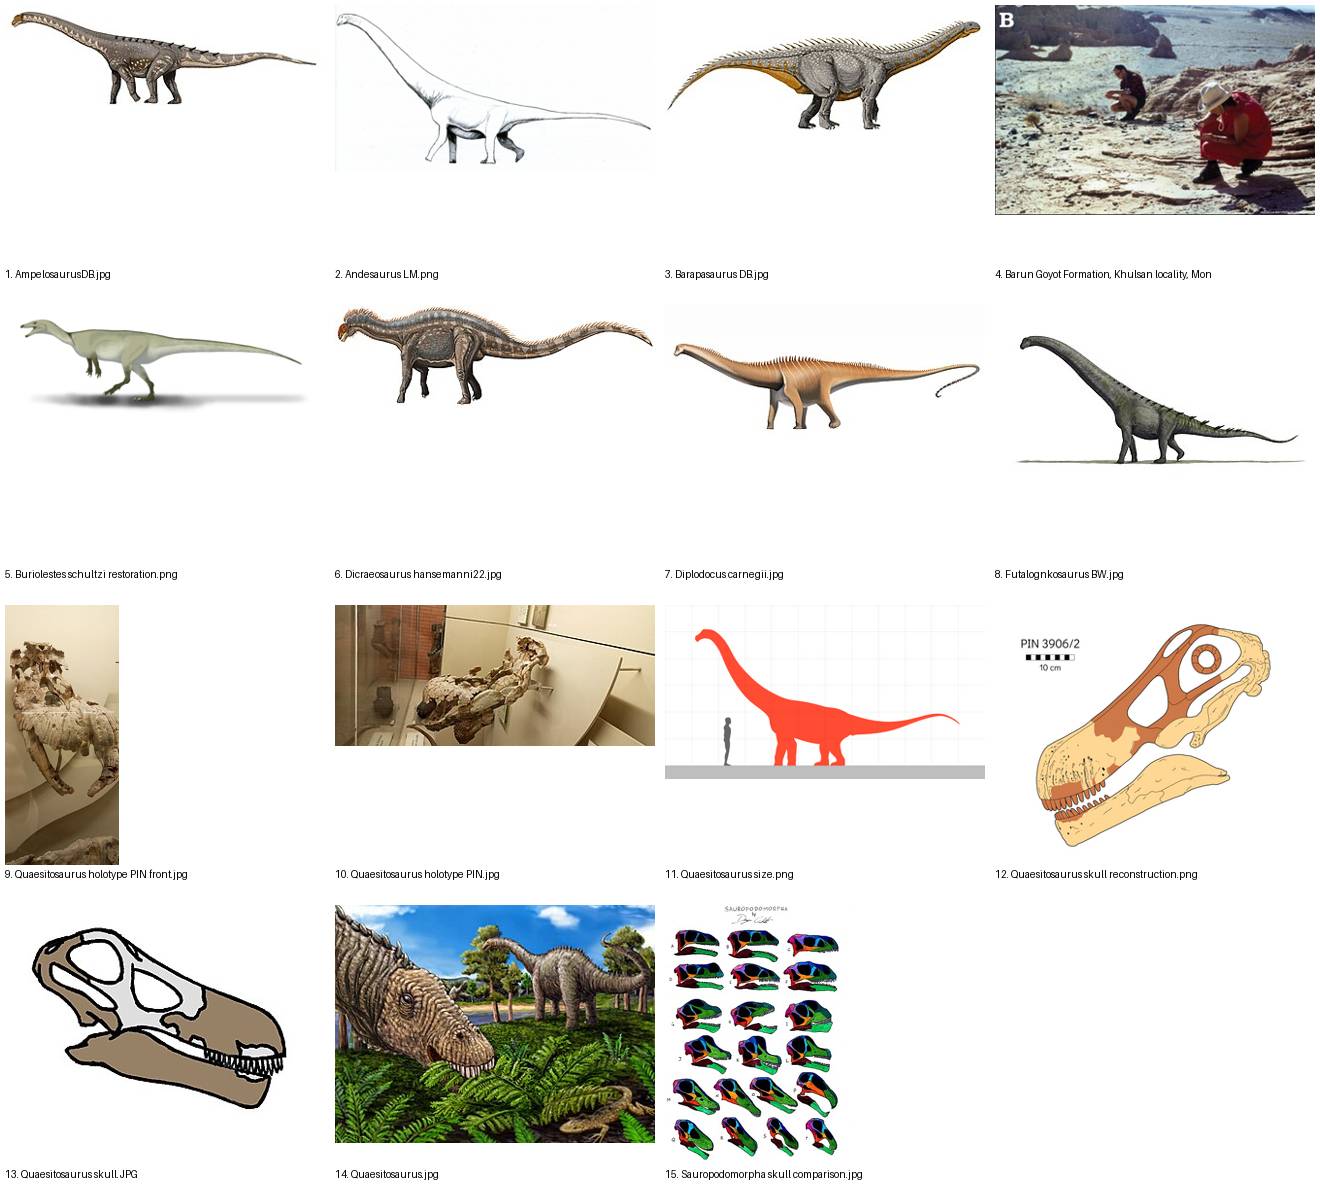 B
1. AmpelosaurusDB.jpg
2. Andesaurus LM.png
3. Barapasaurus DB.jpg
4. Barun Goyot Formation, Khulsan locality, Mon
5. Buriolestes schultzi restoration.png
6. Dicraeosaurus hansemanni22.jpg
7. Diplodocus carnegii.jpg
8. Futalognkosaurus BW.jpg
PIN 3906/2
10 cm
9. Quaesitosaurus holotype PIN front.jpg
10. Quaesitosaurus holotype PIN.jpg
11. Quaesitosaurus size.png
12. Quaesitosaurus skull reconstruction.png
SAUROPODOMORPHA
by
13. Quaesitosaurus skull.JPG
14. Quaesitosaurus.jpg
15. Sauropodomorpha skull comparison.jpg